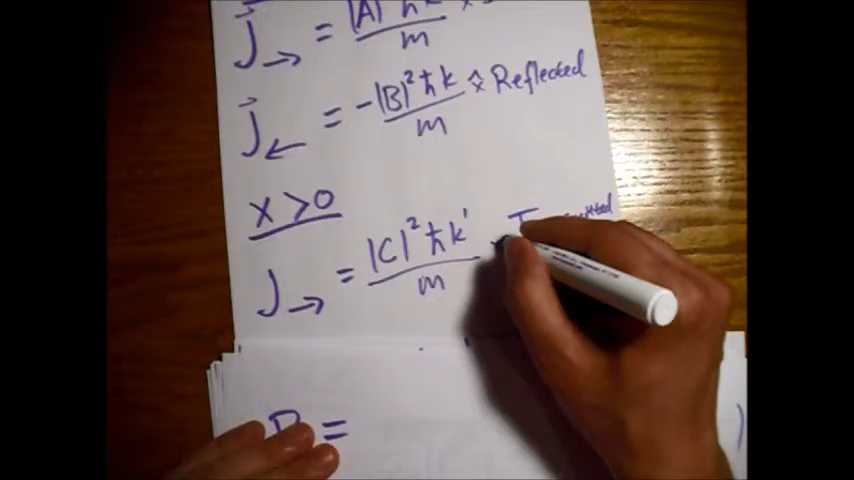 j⃗→ = |A|² ħk / m
j⃗← = -|B|² ħk / m x̂ Reflected
x > 0
j→ = |C|² ħk' / m
R =